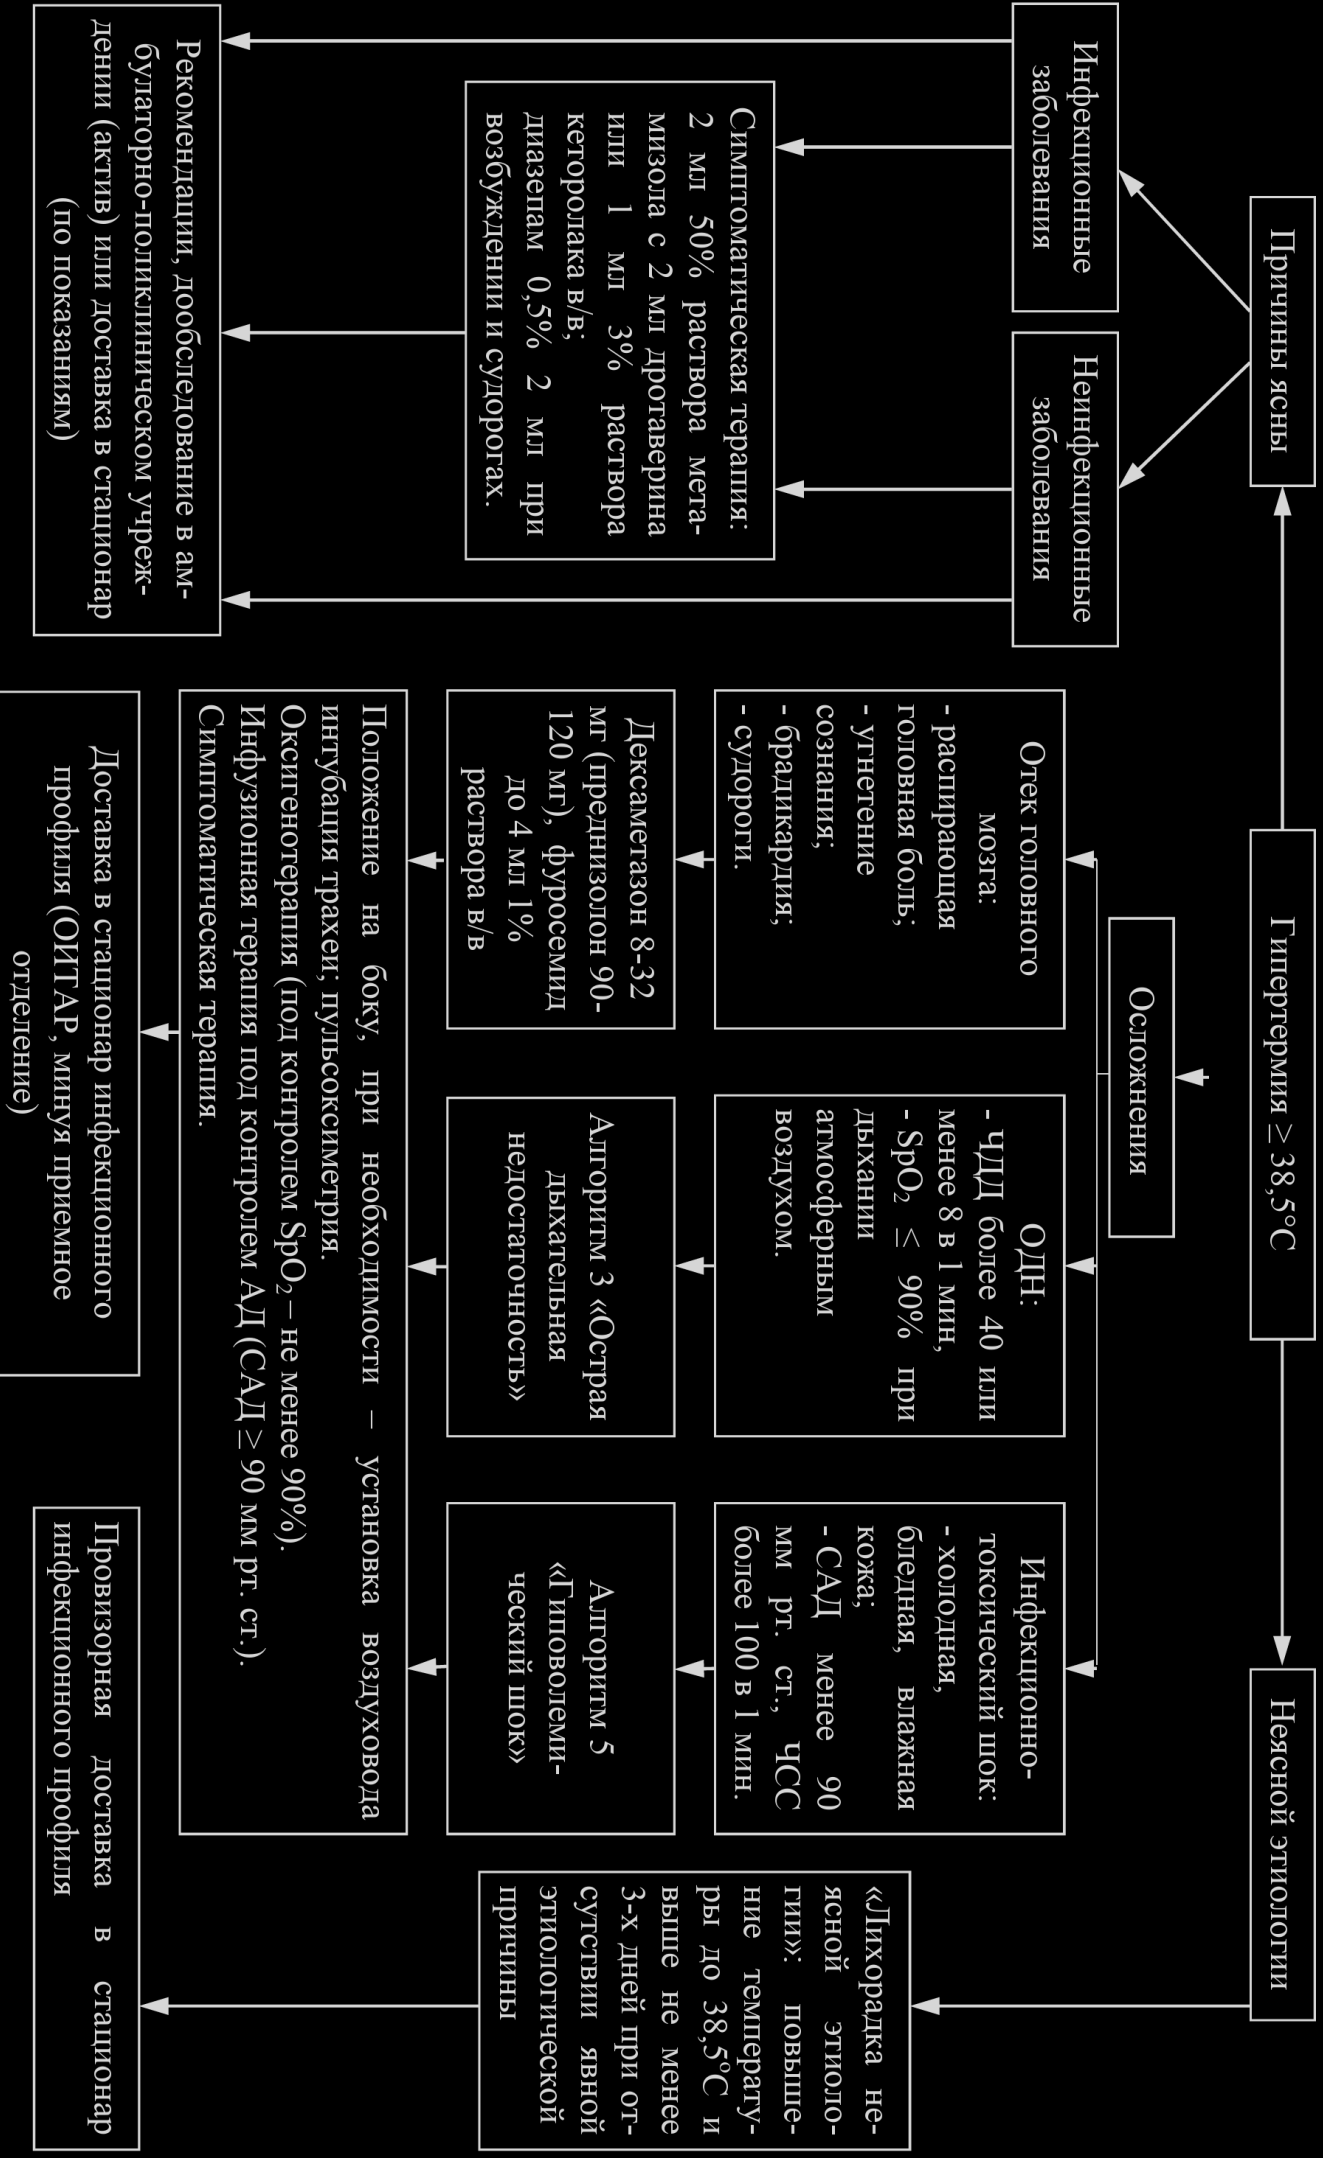 Гипертермия ≥ 38,5°С
Причины ясны
Неясной этиологии
Инфекционные
заболевания
Неинфекционные
заболевания
Симптоматическая терапия:
2 мл 50% раствора мета-
мизола с 2 мл дротаверина
или 1 мл 3% раствора
кеторолака в/в;
диазепам 0,5% 2 мл при
возбуждении и судорогах.
Рекомендации, дообследование в ам-
булаторно-поликлиническом учреж-
дении (актив) или доставка в стационар
(по показаниям)
Осложнения
Отек головного
мозга:
- распирающая
головная боль;
- угнетение
сознания;
- брадикардия;
- судороги.
ОДН:
- ЧДД более 40 или
менее 8 в 1 мин,
- SpO₂ ≤ 90% при
дыхании
атмосферным
воздухом.
Инфекционно-
токсический шок:
- холодная,
бледная, влажная
кожа;
- САД менее 90
мм рт. ст., ЧСС
более 100 в 1 мин.
Дексаметазон 8-32
мг (преднизолон 90-
120 мг), фуросемид
до 4 мл 1%
раствора в/в
Алгоритм 3 «Острая
дыхательная
недостаточность»
Алгоритм 5
«Гиповолеми-
ческий шок»
Положение на боку, при необходимости – установка воздуховода
интубация трахеи; пульсоксиметрия.
Оксигенотерапия (под контролем SpO₂ – не менее 90%).
Инфузионная терапия под контролем АД (САД ≥ 90 мм рт. ст.).
Симптоматическая терапия.
Доставка в стационар инфекционного
профиля (ОИТАР, минуя приемное
отделение)
«Лихорадка не-
ясной этиоло-
гии»: повыше-
ние температу-
ры до 38,5°С и
выше не менее
3-х дней при от-
сутствии явной
этиологической
причины
Провизорная доставка в стационар
инфекционного профиля